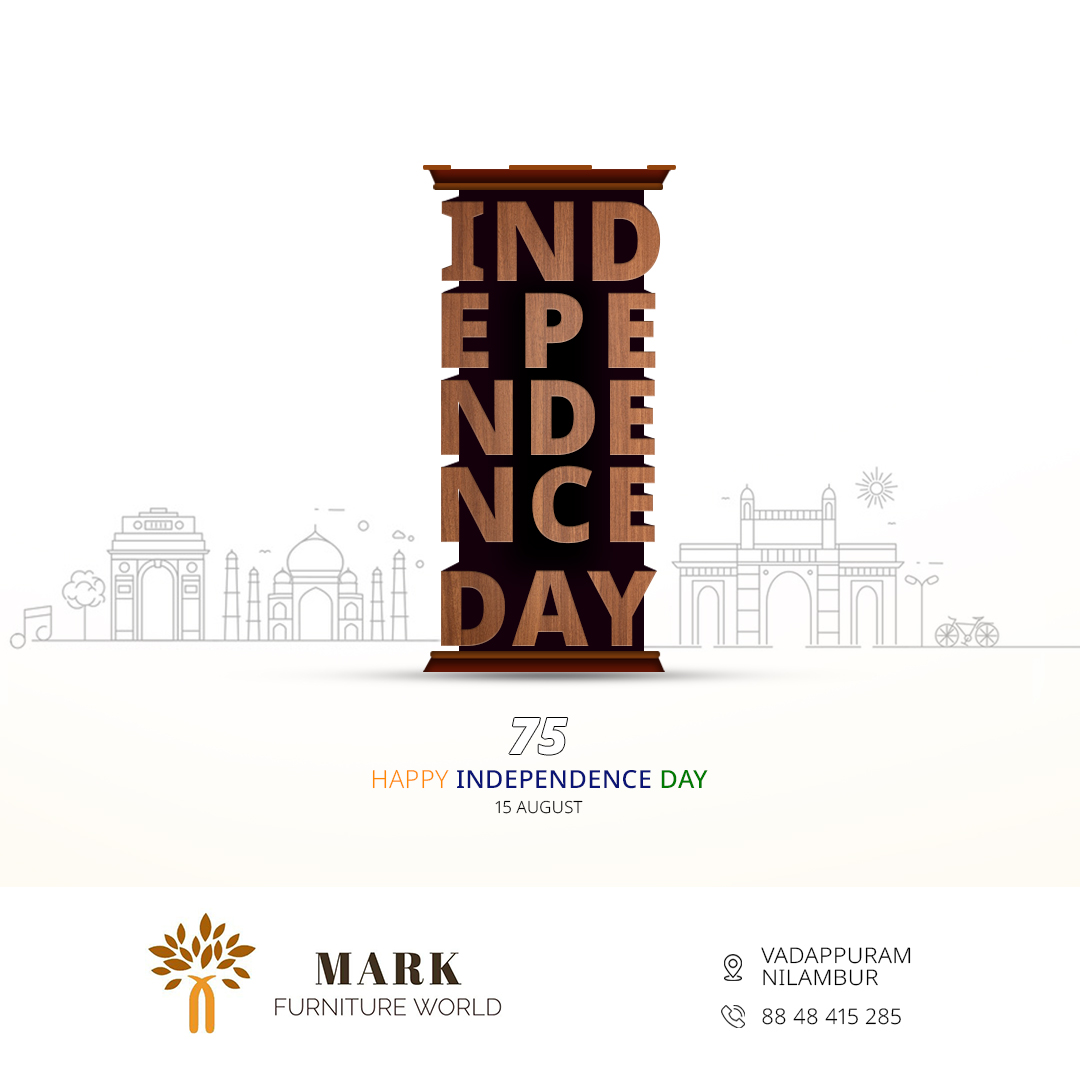 IND
EPE
NDE
NCE
DAY
75
HAPPY INDEPENDENCE DAY
15 AUGUST
MARK
FURNITURE WORLD
VADAPPURAM
NILAMBUR
88 48 415 285